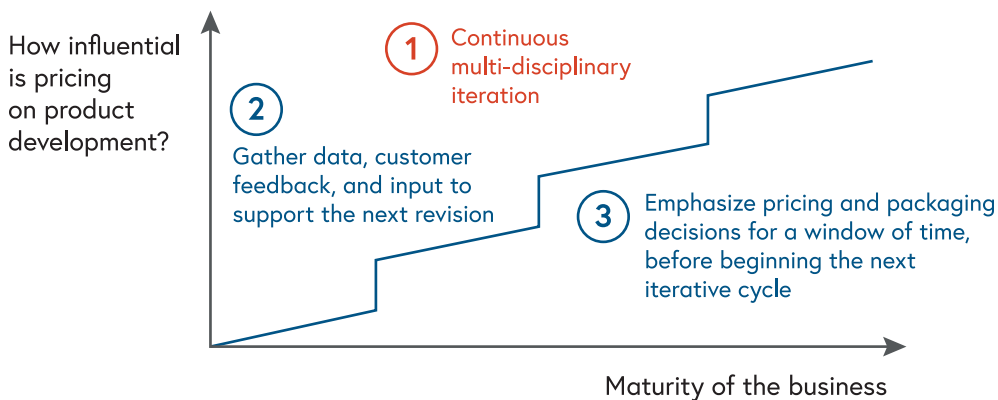 How influential
is pricing
on product
development?
1
Continuous
multi-disciplinary
iteration
2
Gather data, customer
feedback, and input to
support the next revision
3
Emphasize pricing and packaging
decisions for a window of time,
before beginning the next
iterative cycle
Maturity of the business